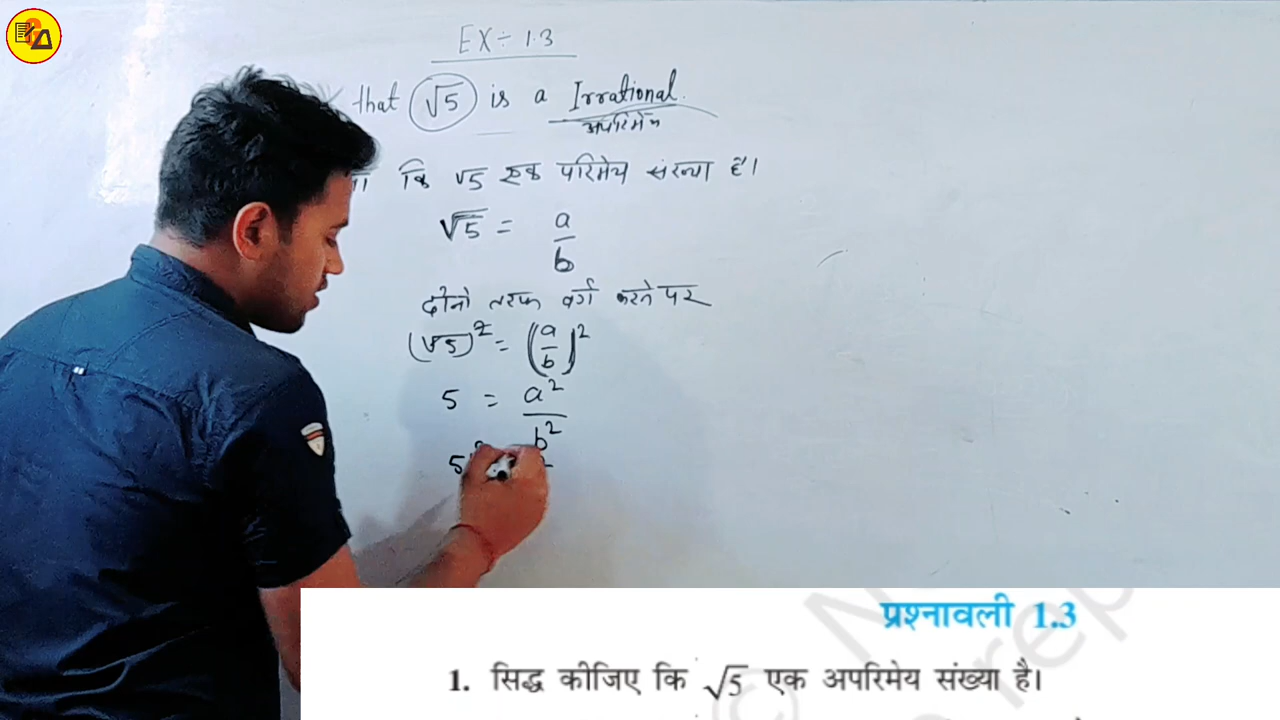 EX÷ 1.3
that √5 is a Irrational.
अपरिमेय
कि √5 एक परिमेय संख्या है।
√5 = a/b
दोनो तरफ वर्ग करने पर
(√5)² = (a/b)²
5 = a²/b²
5
प्रश्नावली 1.3
1. सिद्ध कीजिए कि √5 एक अपरिमेय संख्या है।